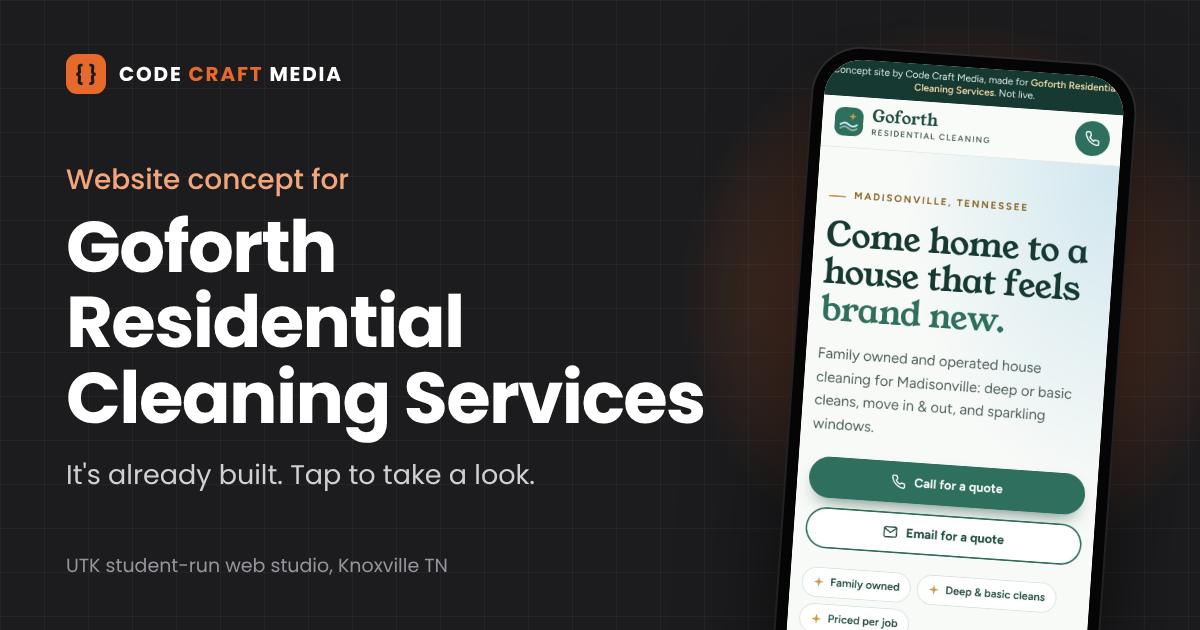 { } CODE CRAFT MEDIA
Website concept for
Goforth
Residential
Cleaning Services
It's already built. Tap to take a look.
UTK student-run web studio, Knoxville TN
Concept site by Code Craft Media, made for Goforth Residential
Cleaning Services. Not live.
Goforth
RESIDENTIAL CLEANING
MADISONVILLE, TENNESSEE
Come home to a
house that feels
brand new.
Family owned and operated house
cleaning for Madisonville: deep or basic
cleans, move in & out, and sparkling
windows.
Call for a quote
Email for a quote
Family owned
Deep & basic cleans
Priced per job